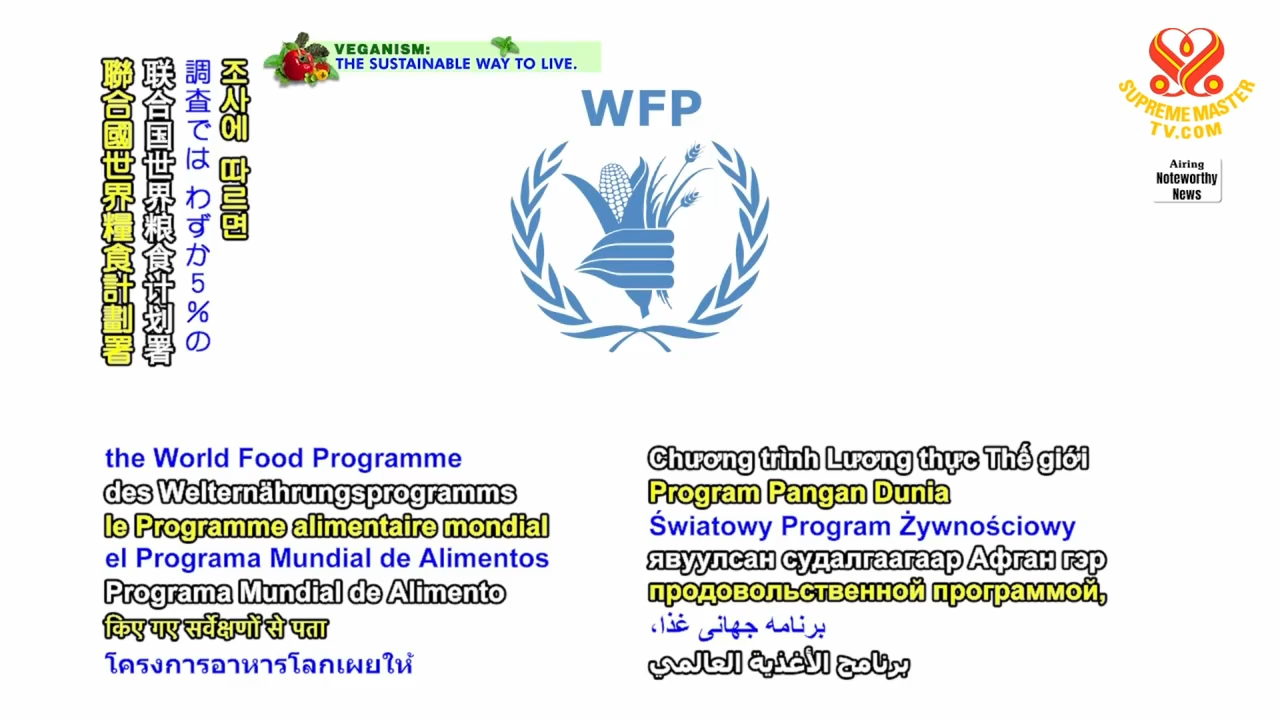 VEGANISM:
THE SUSTAINABLE WAY TO LIVE.
WFP
SUPREME MASTER
TV.COM
Airing
Noteworthy
News
조사에 따르면
調査では わずか5%の
联合国世界粮食计划署
聯合國世界糧食計劃署
the World Food Programme
des Welternährungsprogramms
le Programme alimentaire mondial
el Programa Mundial de Alimentos
Programa Mundial de Alimento
किए गए सर्वेक्षणों से पता
โครงการอาหารโลกเผยให้
Chương trình Lương thực Thế giới
Program Pangan Dunia
Światowy Program Żywnościowy
явуулсан судалгаагаар Афган гэр
продовольственной программой,
برنامه جهانی غذا،
برنامج الأغذية العالمي